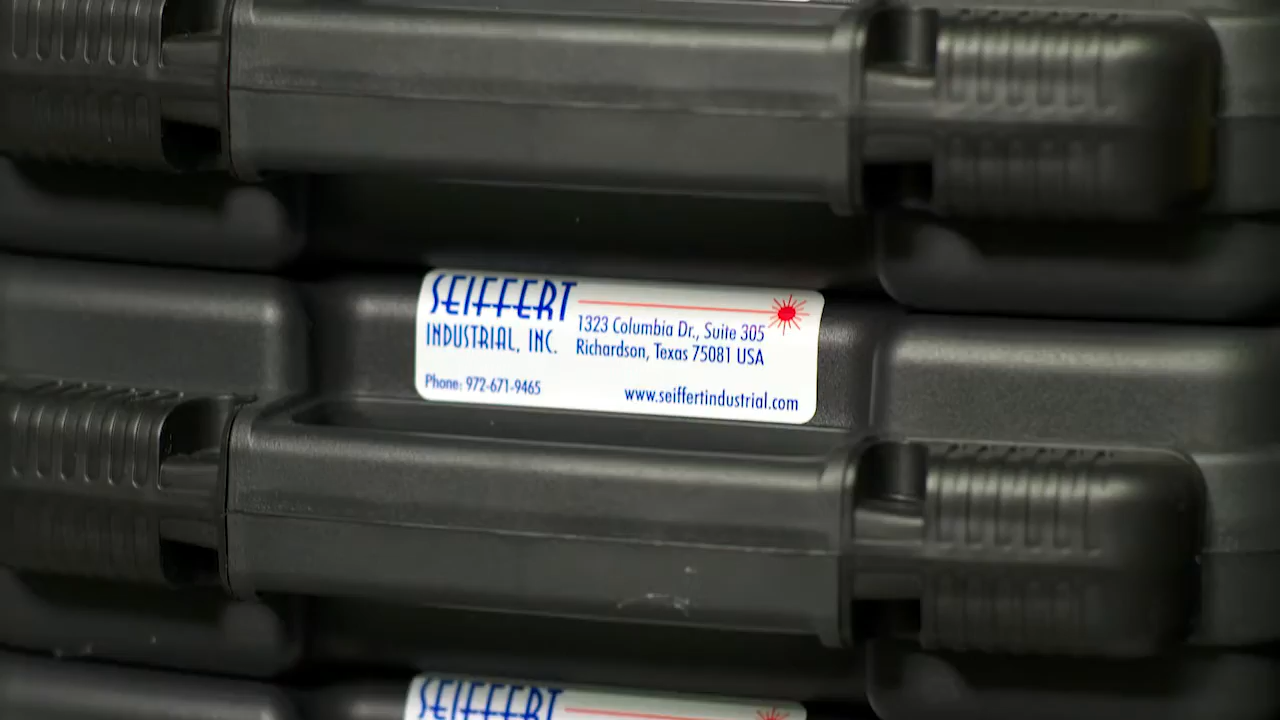 SEIFFERT
INDUSTRIAL, INC.
1323 Columbia Dr., Suite 305
Richardson, Texas 75081 USA
Phone: 972-671-9465
www.seiffertindustrial.com
SEIFFERT